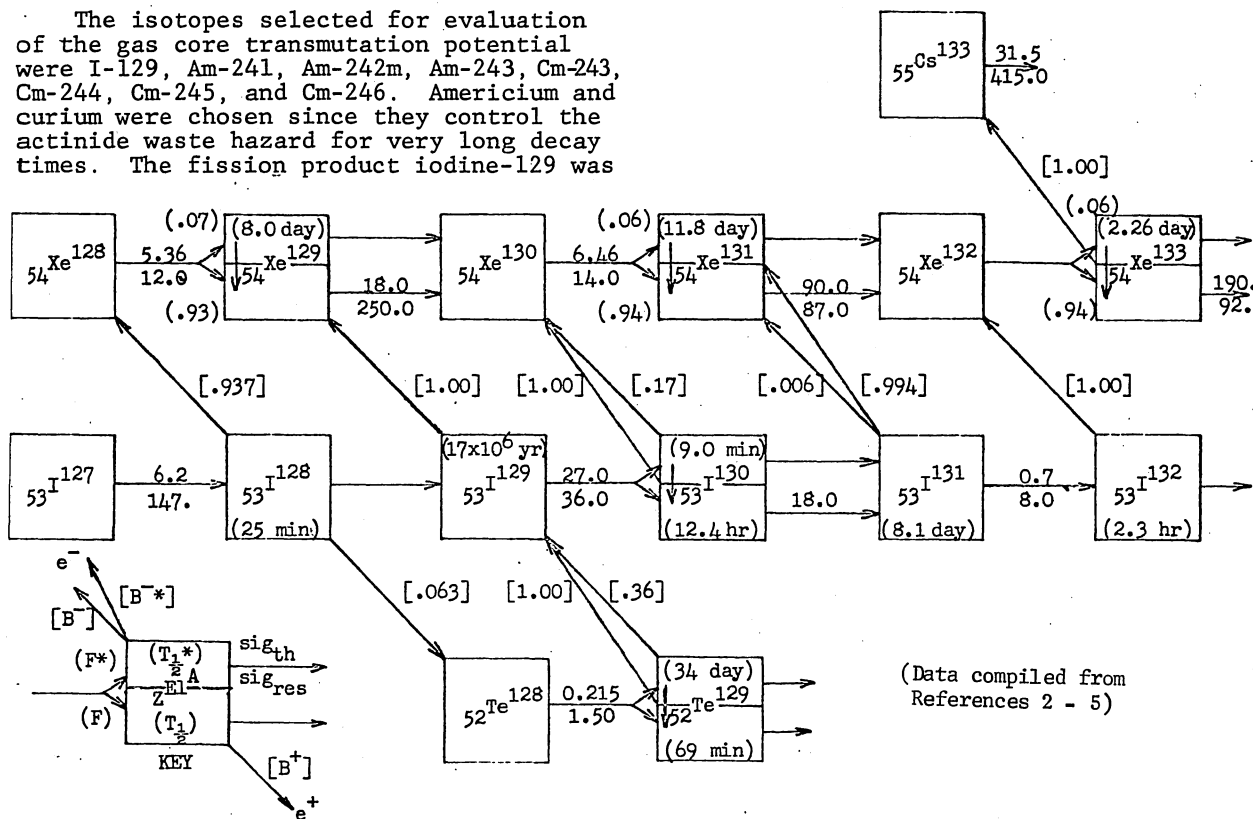 The isotopes selected for evaluation
of the gas core transmutation potential
were I-129, Am-241, Am-242m, Am-243, Cm-243,
Cm-244, Cm-245, and Cm-246. Americium and
curium were chosen since they control the
actinide waste hazard for very long decay
times. The fission product iodine-129 was
55Cs133
31.5
415.0
[1.00]
54Xe128
5.36
12.0
(.07)
(.93)
(8.0 day)
54Xe129
18.0
250.0
54Xe130
6.46
14.0
(.06)
(.94)
(11.8 day)
54Xe131
90.0
87.0
54Xe132
(.06)
(.94)
(2.26 day)
54Xe133
190.
92.
[.937]
[1.00]
[1.00]
[.17]
[.006]
[.994]
[1.00]
53I127
6.2
147.
53I128
(25 min)
(17x10⁶ yr)
53I129
27.0
36.0
(9.0 min)
53I130
(12.4 hr)
18.0
53I131
(8.1 day)
0.7
8.0
53I132
(2.3 hr)
[.063]
[1.00]
[.36]
52Te128
0.215
1.50
(34 day)
52Te129
(69 min)
e⁻
[B⁻*]
[B⁻]
(F*)
(F)
(T½*)
ZElA
(T½)
sigth
sigres
KEY
[B⁺]
e⁺
(Data compiled from
References 2 - 5)